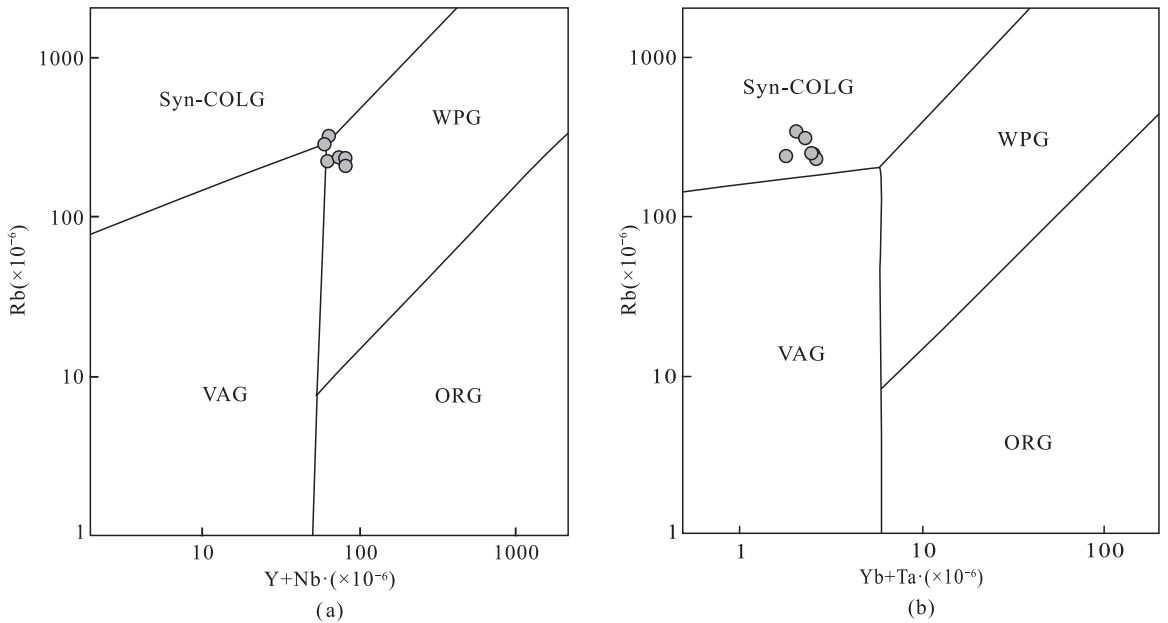 1000
100
10
1
Rb(×10⁻⁶)
Syn-COLG
WPG
VAG
ORG
10
100
1000
Y+Nb·(×10⁻⁶)
(a)
1000
100
10
1
Rb(×10⁻⁶)
Syn-COLG
WPG
VAG
ORG
1
10
100
Yb+Ta·(×10⁻⁶)
(b)